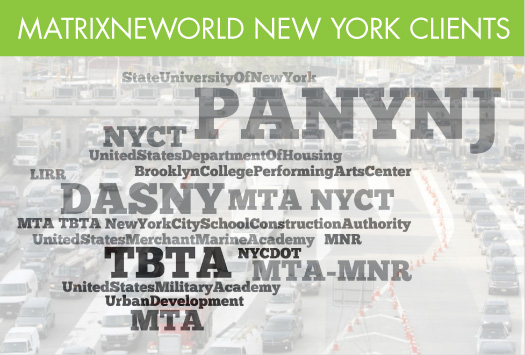 MATRIXNEWORLD NEW YORK CLIENTS
StateUniversityOfNewYork
PANYNJ
NYCT
UnitedStatesDepartmentOfHousing
LIRR BrooklynCollegePerformingArtsCenter
DASNY MTA NYCT
MTA TBTA NewYorkCitySchoolConstructionAuthority
UnitedStatesMerchantMarineAcademy MNR
TBTA NYCDOT
MTA-MNR
UnitedStatesMilitaryAcademy
UrbanDevelopment
MTA